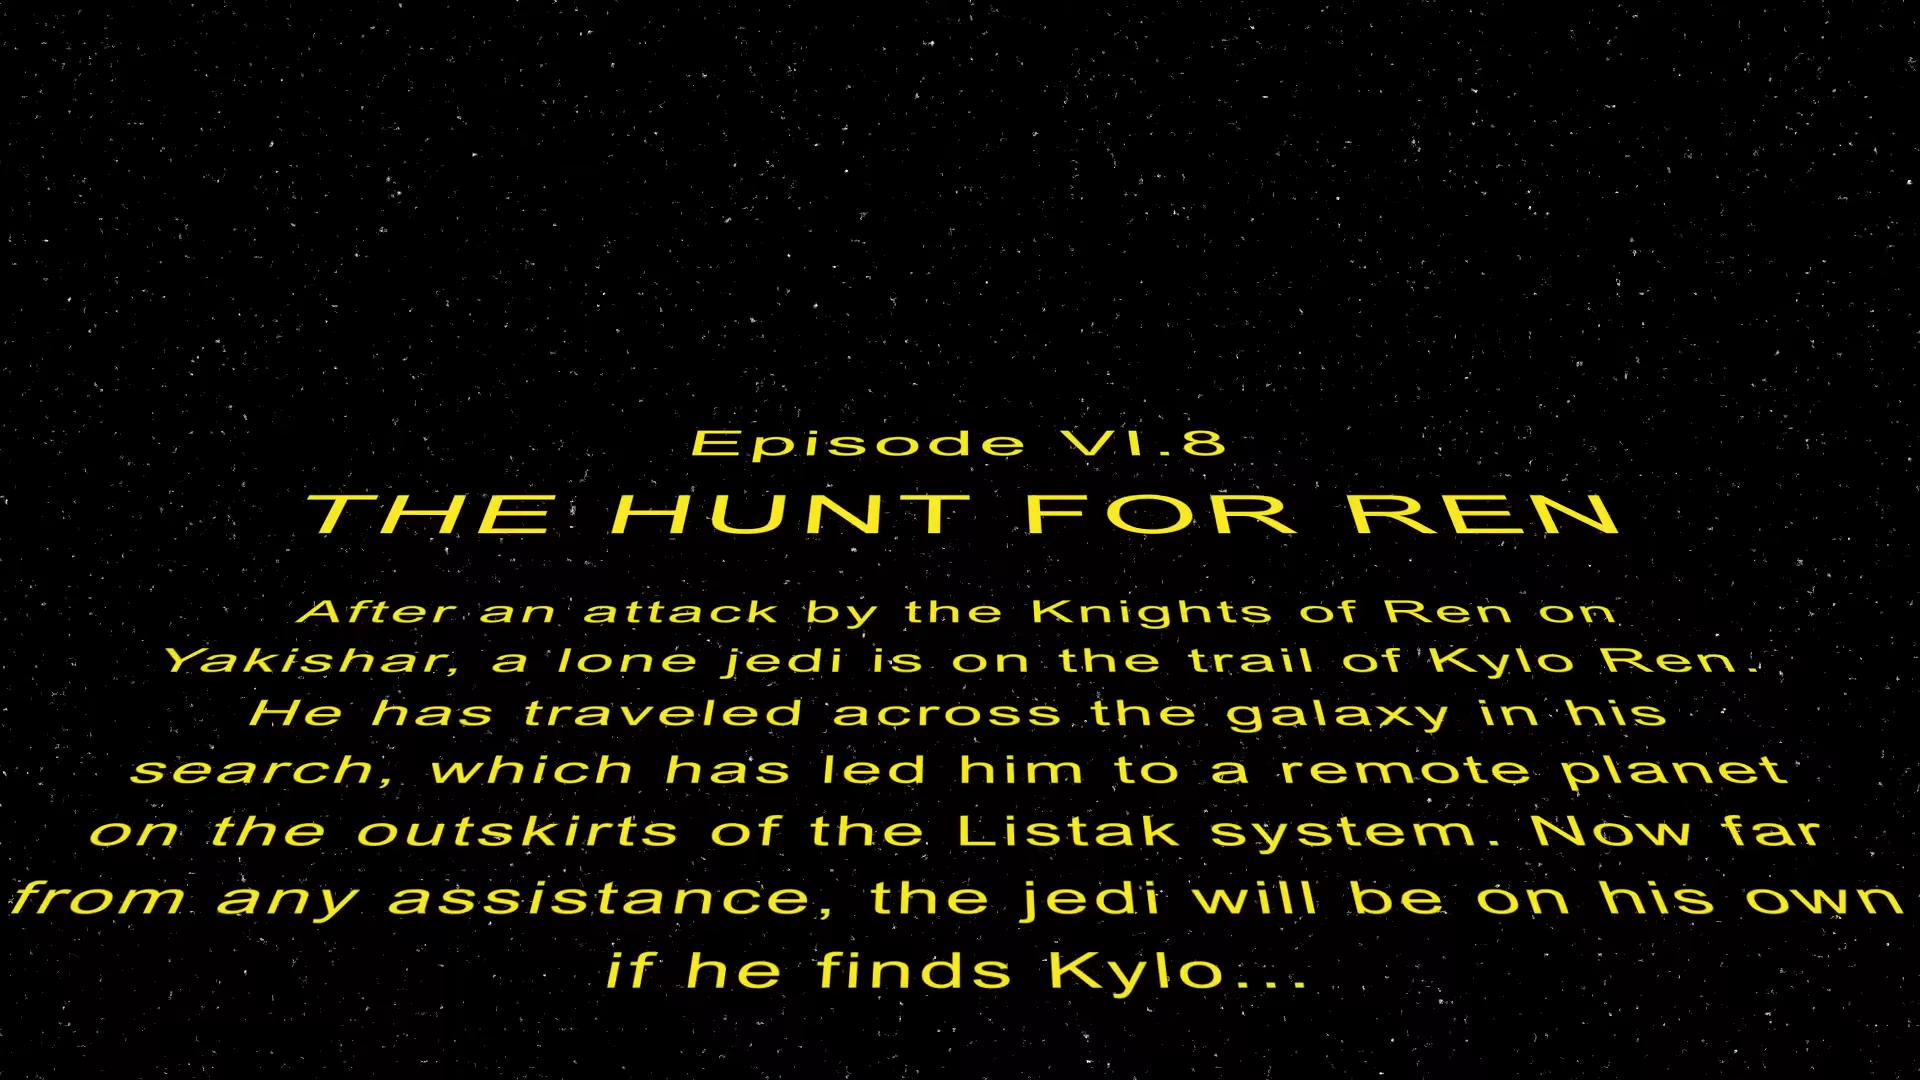 Episode VI.8
THE HUNT FOR REN
After an attack by the Knights of Ren on
Yakishar, a lone jedi is on the trail of Kylo Ren.
He has traveled across the galaxy in his
search, which has led him to a remote planet
on the outskirts of the Listak system. Now far
from any assistance, the jedi will be on his own
if he finds Kylo...